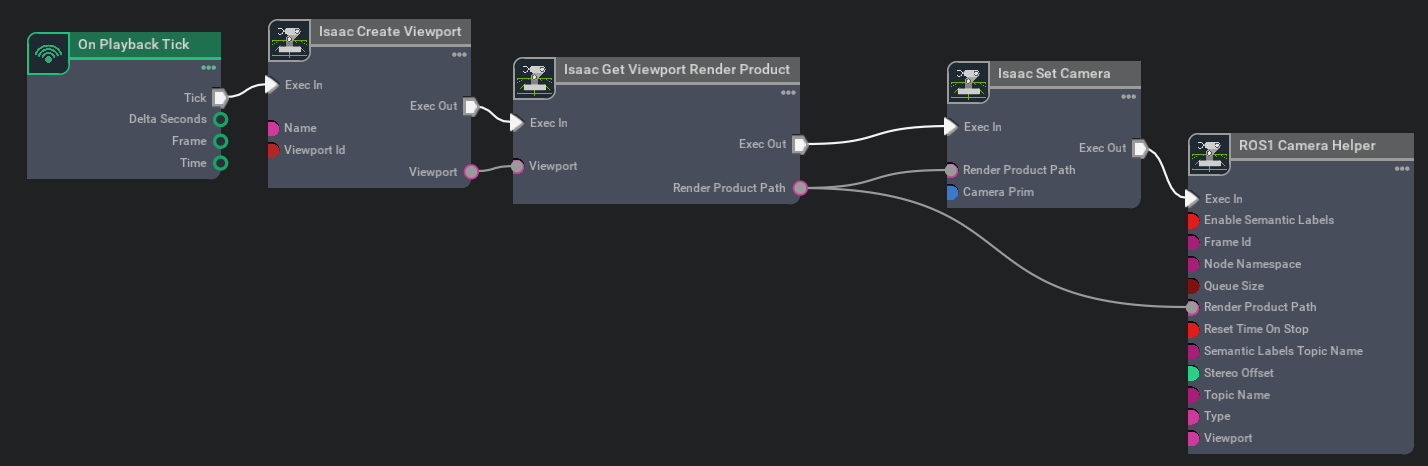 On Playback Tick
Tick
Delta Seconds
Frame
Time
Isaac Create Viewport
Exec In
Exec Out
Name
Viewport Id
Viewport
Isaac Get Viewport Render Product
Exec In
Exec Out
Viewport
Render Product Path
Isaac Set Camera
Exec In
Exec Out
Render Product Path
Camera Prim
ROS1 Camera Helper
Exec In
Enable Semantic Labels
Frame Id
Node Namespace
Queue Size
Render Product Path
Reset Time On Stop
Semantic Labels Topic Name
Stereo Offset
Topic Name
Type
Viewport